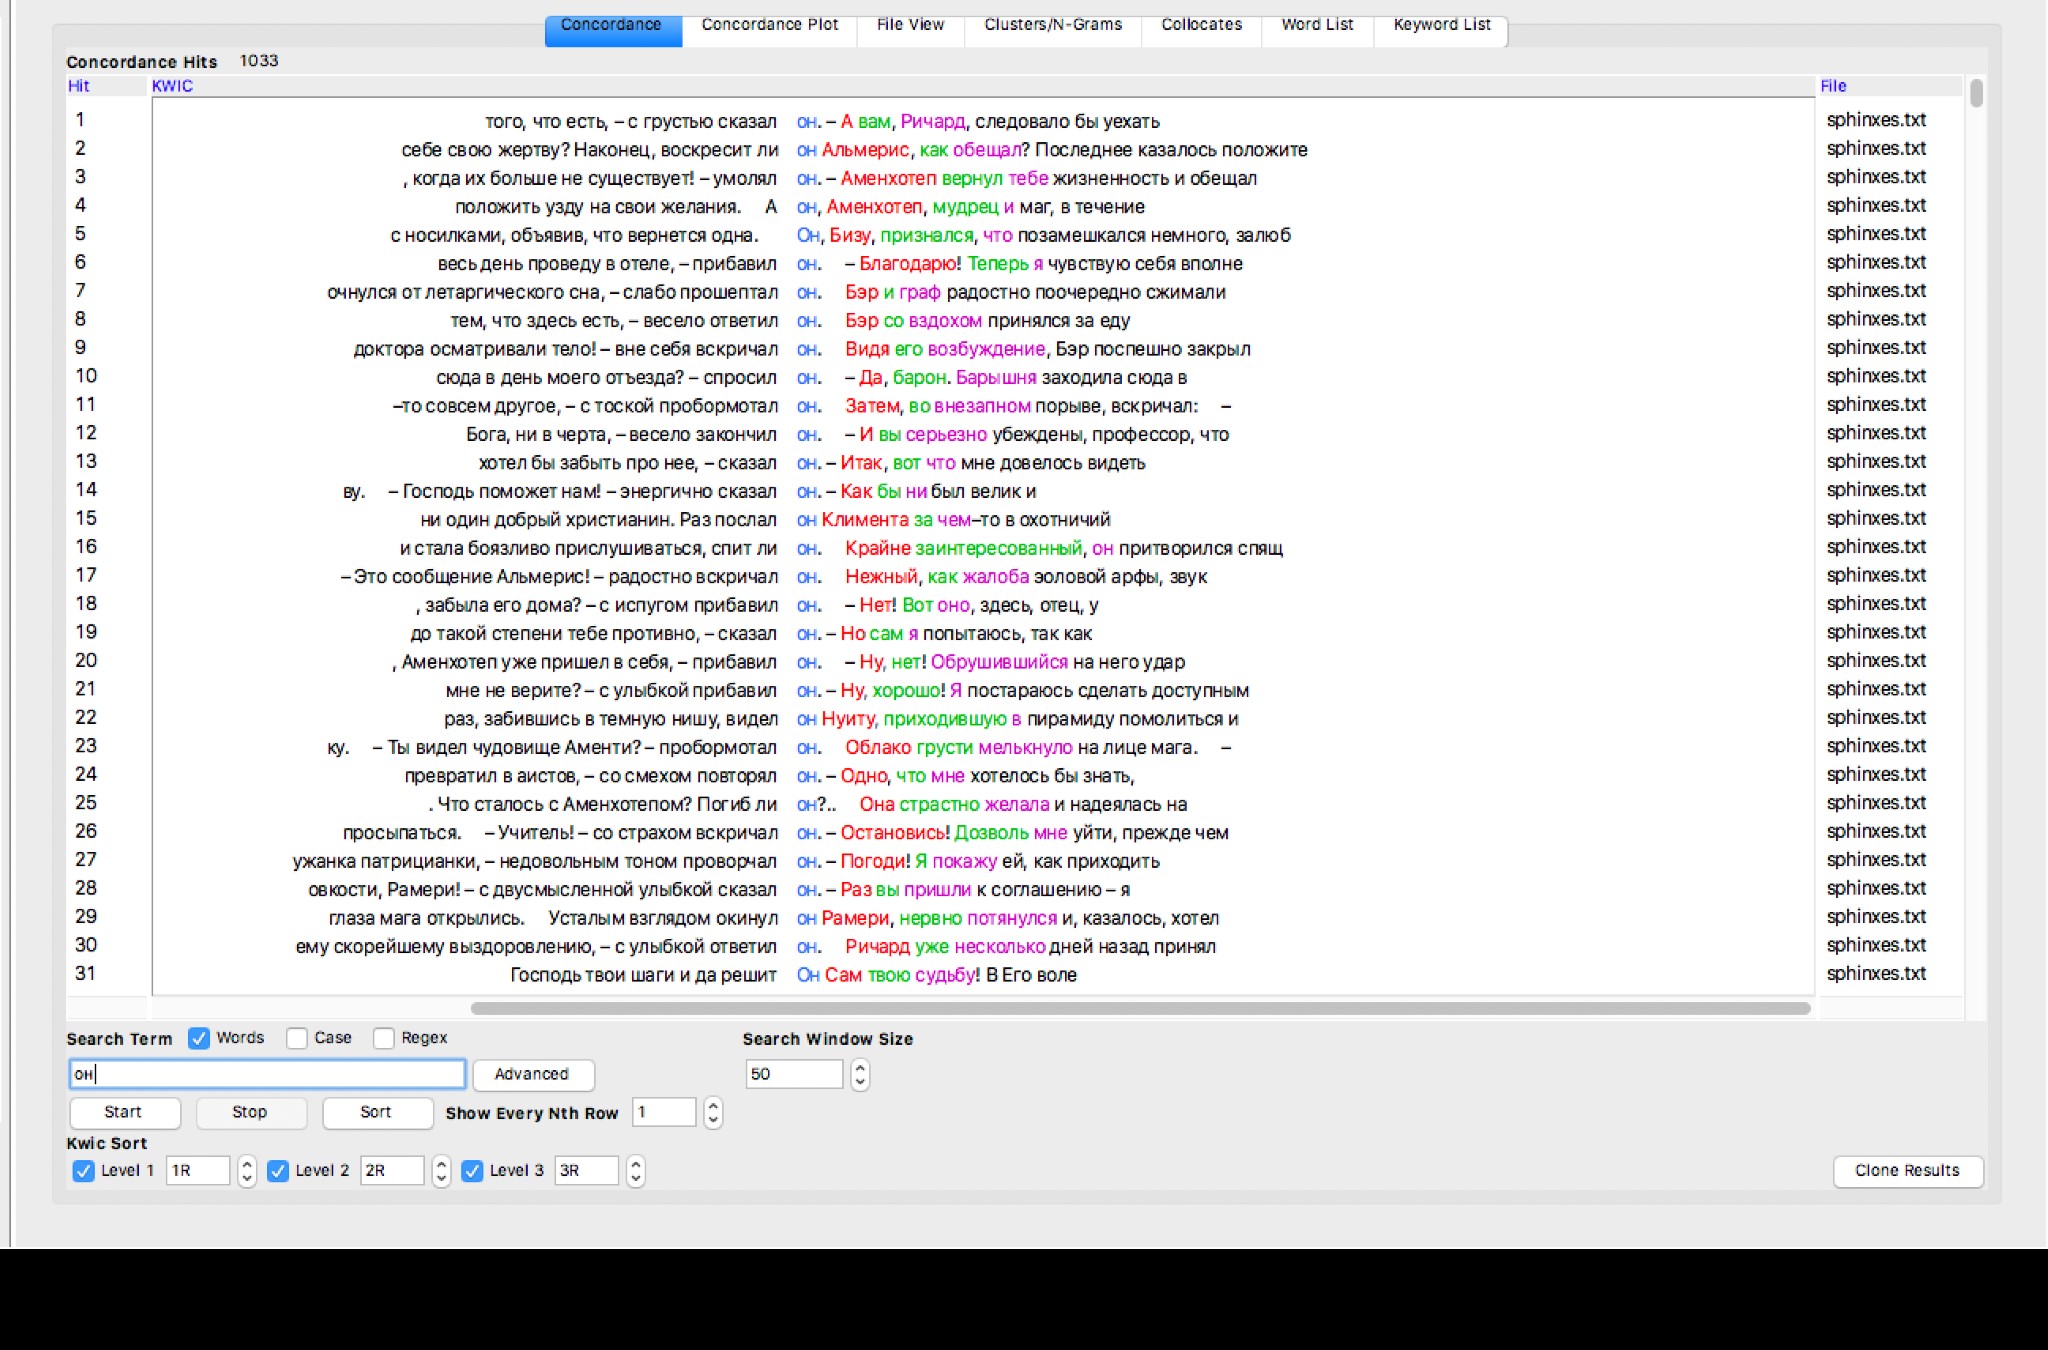 Concordance Concordance Plot File View Clusters/N-Grams Collocates Word List Keyword List
Concordance Hits 1033
Hit KWIC File
1 того, что есть, – с грустью сказал он. – А вам, Ричард, следовало бы уехать sphinxes.txt
2 себе свою жертву? Наконец, воскресит ли он Альмерис, как обещал? Последнее казалось положите sphinxes.txt
3 , когда их больше не существует! – умолял он. – Аменхотеп вернул тебе жизненность и обещал sphinxes.txt
4 положить узду на свои желания. А он, Аменхотеп, мудрец и маг, в течение sphinxes.txt
5 с носилками, объявив, что вернется одна. Он, Бизу, признался, что позамешкался немного, залюб sphinxes.txt
6 весь день проведу в отеле, – прибавил он. – Благодарю! Теперь я чувствую себя вполне sphinxes.txt
7 очнулся от летаргического сна, – слабо прошептал он. Бэр и граф радостно поочередно сжимали sphinxes.txt
8 тем, что здесь есть, – весело ответил он. Бэр со вздохом принялся за еду sphinxes.txt
9 доктора осматривали тело! – вне себя вскричал он. Видя его возбуждение, Бэр поспешно закрыл sphinxes.txt
10 сюда в день моего отъезда? – спросил он. – Да, барон. Барышня заходила сюда в sphinxes.txt
11 –то совсем другое, – с тоской пробормотал он. Затем, во внезапном порыве, вскричал: – sphinxes.txt
12 Бога, ни в черта, – весело закончил он. – И вы серьезно убеждены, профессор, что sphinxes.txt
13 хотел бы забыть про нее, – сказал он. – Итак, вот что мне довелось видеть sphinxes.txt
14 ву. – Господь поможет нам! – энергично сказал он. – Как бы ни был велик и sphinxes.txt
15 ни один добрый христианин. Раз послал он Климента за чем–то в охотничий sphinxes.txt
16 и стала боязливо прислушиваться, спит ли он. Крайне заинтересованный, он притворился спящ sphinxes.txt
17 – Это сообщение Альмерис! – радостно вскричал он. Нежный, как жалоба эоловой арфы, звук sphinxes.txt
18 , забыла его дома? – с испугом прибавил он. – Нет! Вот оно, здесь, отец, у sphinxes.txt
19 до такой степени тебе противно, – сказал он. – Но сам я попытаюсь, так как sphinxes.txt
20 , Аменхотеп уже пришел в себя, – прибавил он. – Ну, нет! Обрушившийся на него удар sphinxes.txt
21 мне не верите? – с улыбкой прибавил он. – Ну, хорошо! Я постараюсь сделать доступным sphinxes.txt
22 раз, забившись в темную нишу, видел он Нуиту, приходившую в пирамиду помолиться и sphinxes.txt
23 ку. – Ты видел чудовище Аменти? – пробормотал он. Облако грусти мелькнуло на лице мага. – sphinxes.txt
24 превратил в аистов, – со смехом повторял он. – Одно, что мне хотелось бы знать, sphinxes.txt
25 . Что сталось с Аменхотепом? Погиб ли он?.. Она страстно желала и надеялась на sphinxes.txt
26 просыпаться. – Учитель! – со страхом вскричал он. – Остановись! Дозволь мне уйти, прежде чем sphinxes.txt
27 ужанка патрицианки, – недовольным тоном проворчал он. – Погоди! Я покажу ей, как приходить sphinxes.txt
28 овкости, Рамери! – с двусмысленной улыбкой сказал он. – Раз вы пришли к соглашению – я sphinxes.txt
29 глаза мага открылись. Усталым взглядом окинул он Рамери, нервно потянулся и, казалось, хотел sphinxes.txt
30 ему скорейшему выздоровлению, – с улыбкой ответил он. Ричард уже несколько дней назад принял sphinxes.txt
31 Господь твои шаги и да решит Он Сам твою судьбу! В Его воле sphinxes.txt
Search Term Words Case Regex Search Window Size
он Advanced 50
Start Stop Sort Show Every Nth Row 1
Kwic Sort
Level 1 1R Level 2 2R Level 3 3R Clone Results